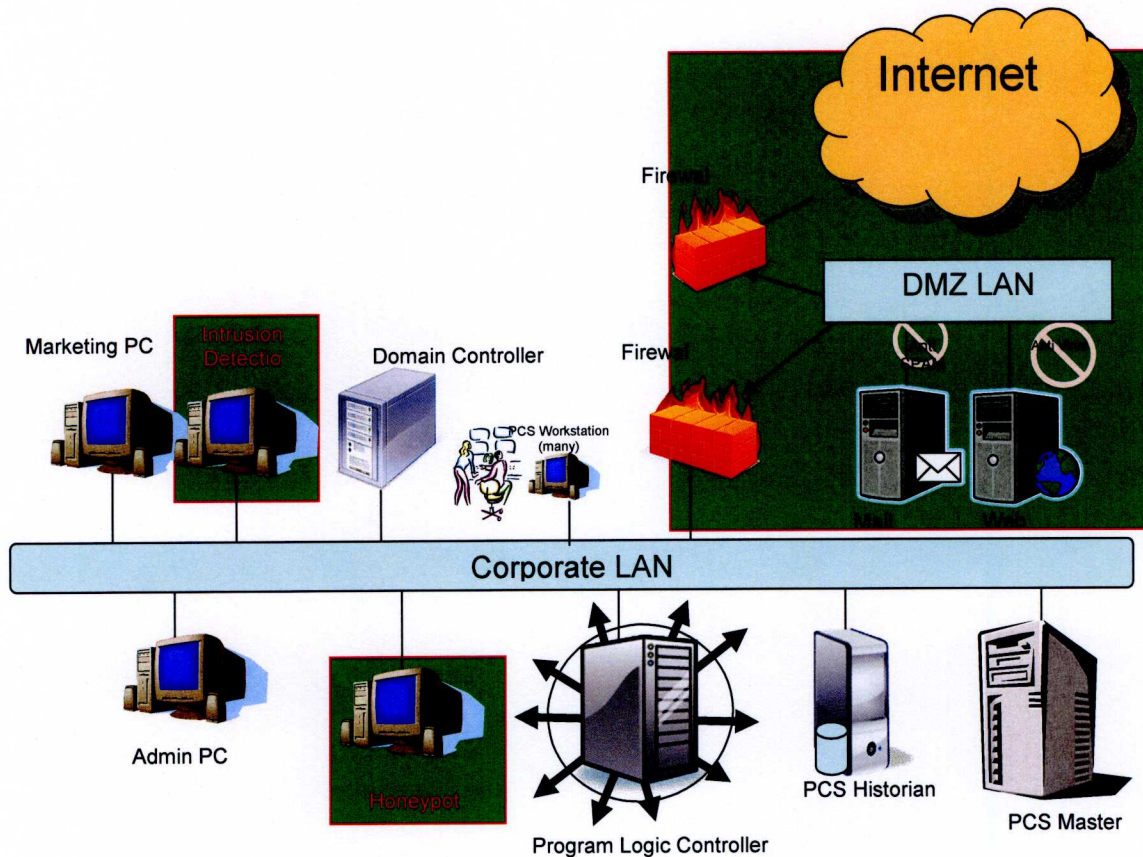 Internet
Firewal
DMZ LAN
Marketing PC
Intrusion
Detectio
Domain Controller
Firewal
PCS Workstation
(many)
Mail
Web
Corporate LAN
Admin PC
Honeypot
Program Logic Controller
PCS Historian
PCS Master